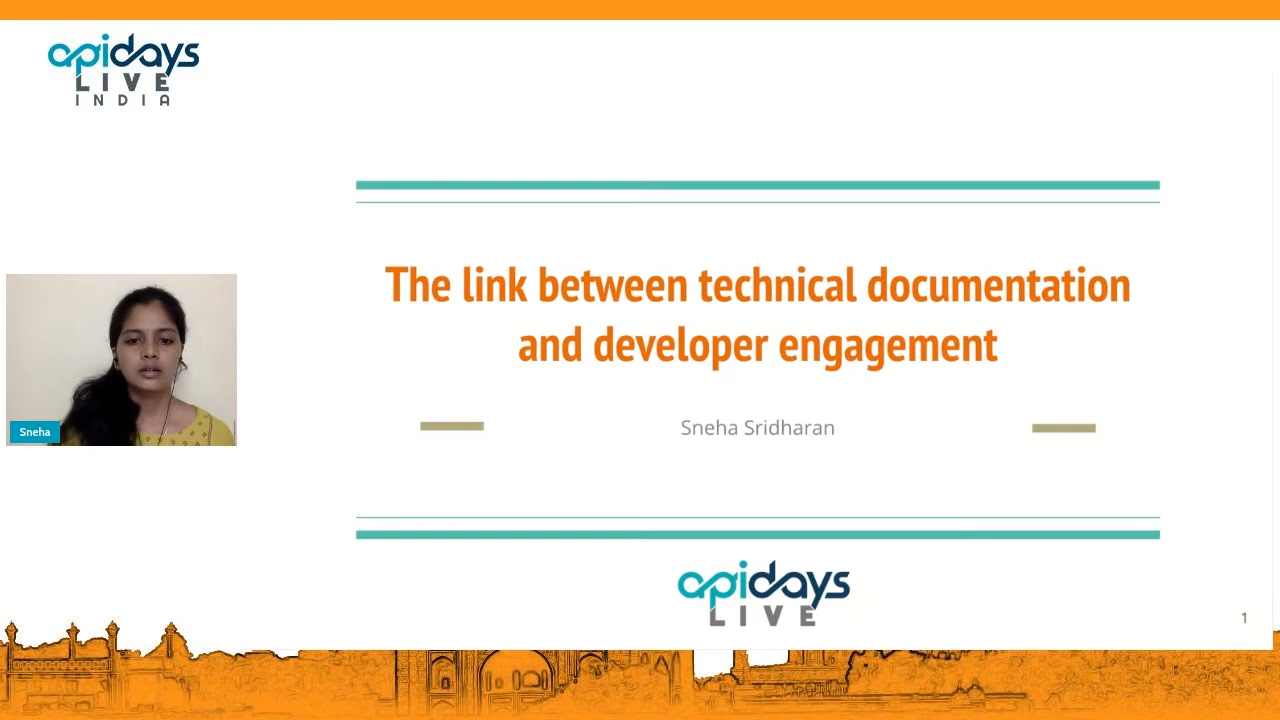 apidays
LIVE
INDIA
The link between technical documentation
and developer engagement
Sneha
Sneha Sridharan
apidays
LIVE
1